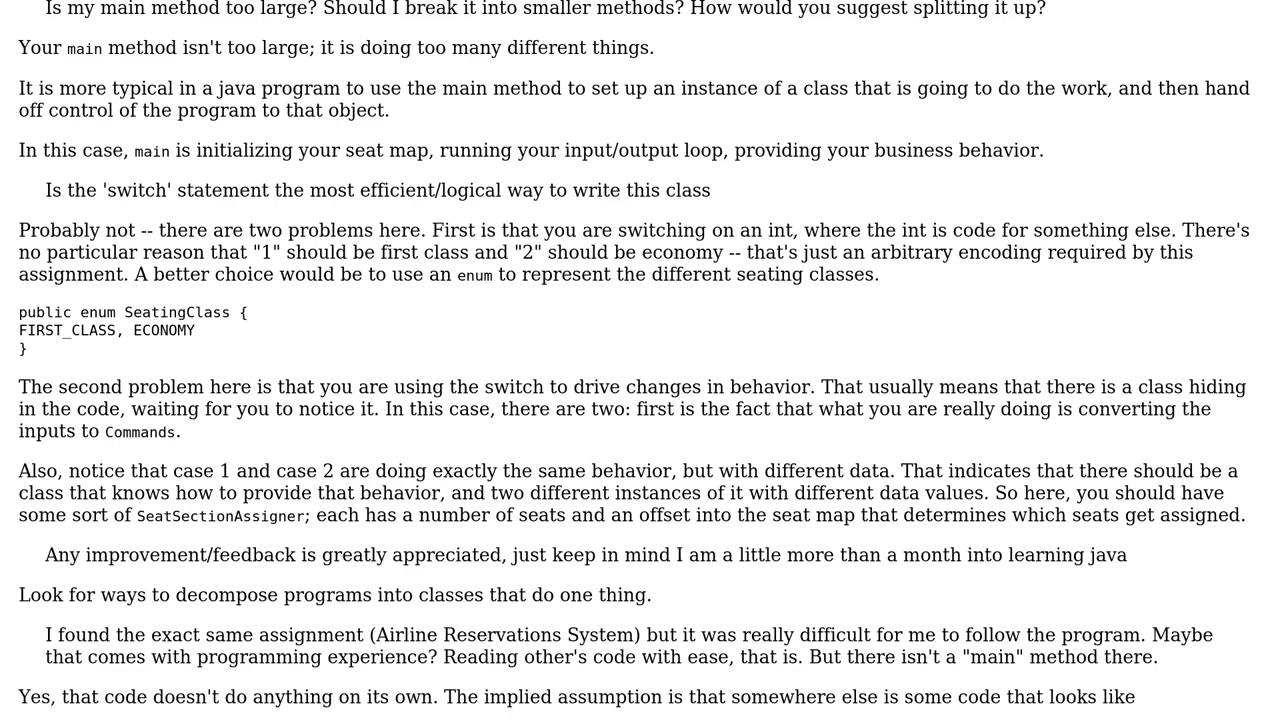 Is my main method too large? Should I break it into smaller methods? How would you suggest splitting it up?
Your main method isn't too large; it is doing too many different things.
It is more typical in a java program to use the main method to set up an instance of a class that is going to do the work, and then hand
off control of the program to that object.
In this case, main is initializing your seat map, running your input/output loop, providing your business behavior.
Is the 'switch' statement the most efficient/logical way to write this class
Probably not -- there are two problems here. First is that you are switching on an int, where the int is code for something else. There's
no particular reason that "1" should be first class and "2" should be economy -- that's just an arbitrary encoding required by this
assignment. A better choice would be to use an enum to represent the different seating classes.
public enum SeatingClass {
FIRST_CLASS, ECONOMY
}
The second problem here is that you are using the switch to drive changes in behavior. That usually means that there is a class hiding
in the code, waiting for you to notice it. In this case, there are two: first is the fact that what you are really doing is converting the
inputs to Commands.
Also, notice that case 1 and case 2 are doing exactly the same behavior, but with different data. That indicates that there should be a
class that knows how to provide that behavior, and two different instances of it with different data values. So here, you should have
some sort of SeatSectionAssigner; each has a number of seats and an offset into the seat map that determines which seats get assigned.
Any improvement/feedback is greatly appreciated, just keep in mind I am a little more than a month into learning java
Look for ways to decompose programs into classes that do one thing.
I found the exact same assignment (Airline Reservations System) but it was really difficult for me to follow the program. Maybe
that comes with programming experience? Reading other's code with ease, that is. But there isn't a "main" method there.
Yes, that code doesn't do anything on its own. The implied assumption is that somewhere else is some code that looks like